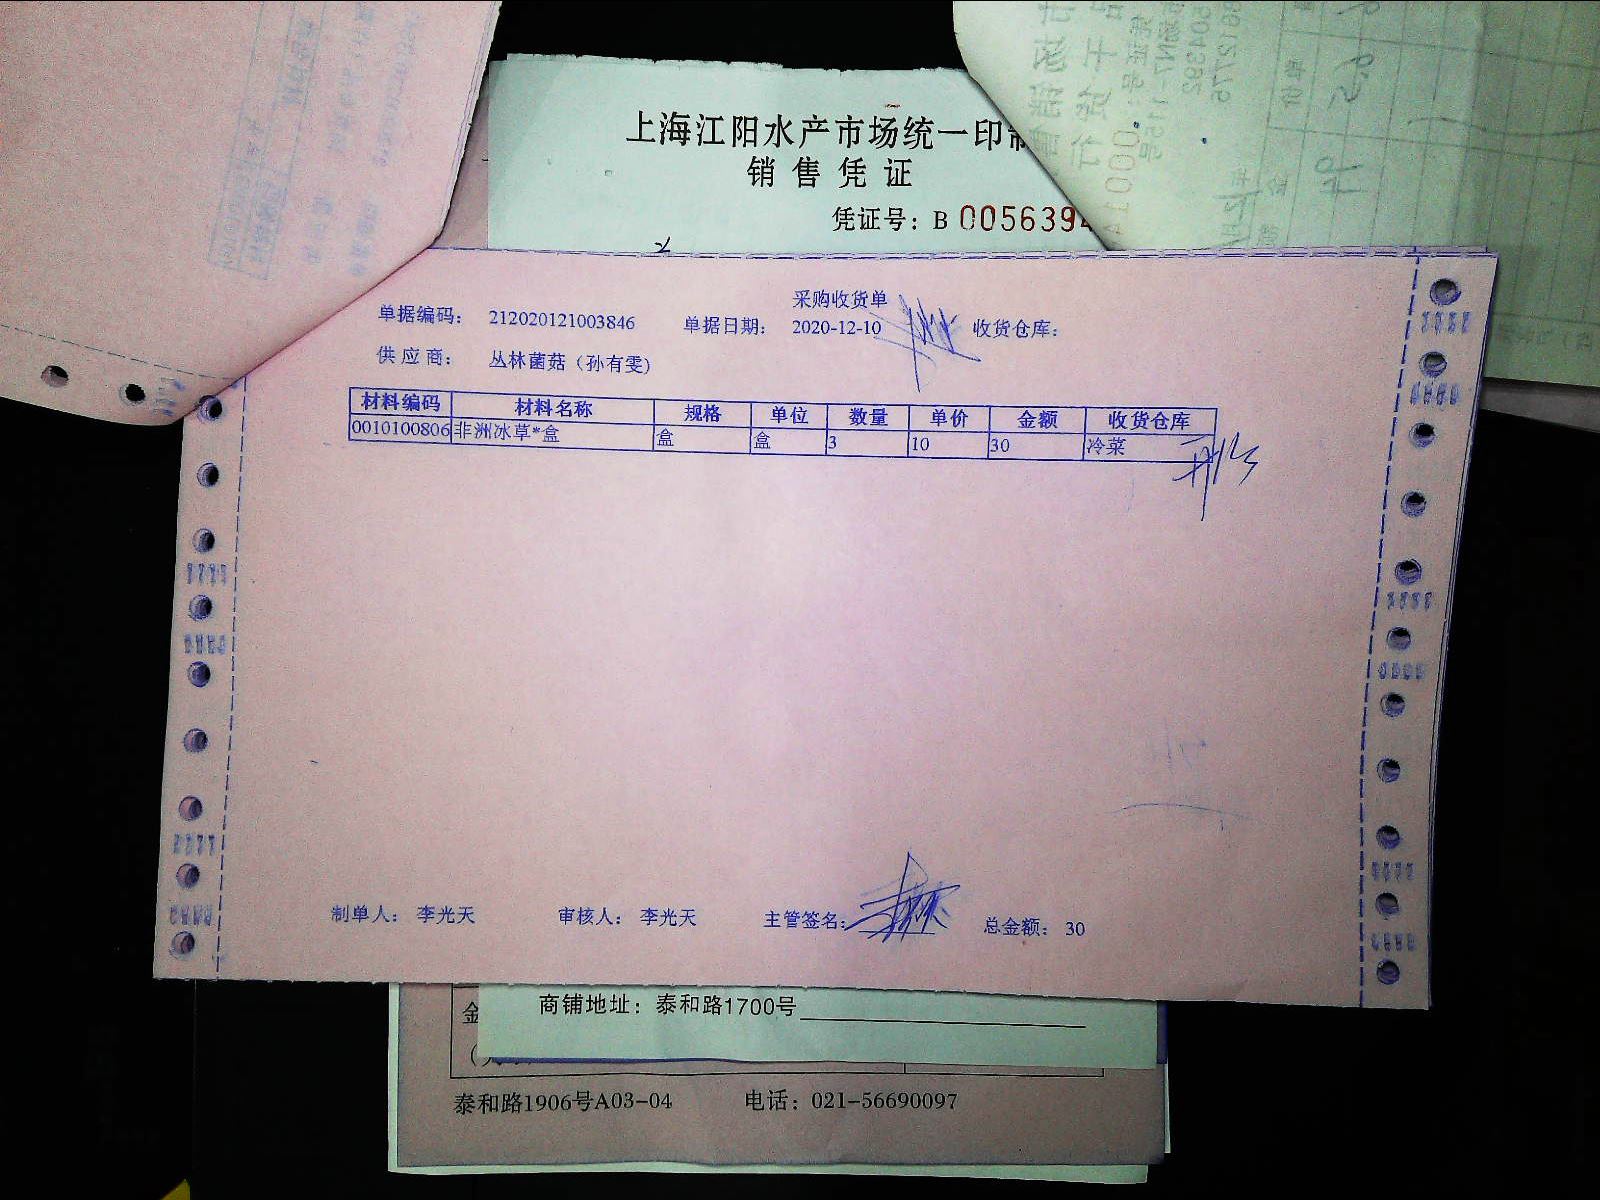 上海江阳水产市场统一印制
销售凭证
凭证号：B 0056394
采购收货单
单据编码： 212020121003846 单据日期： 2020-12-10 收货仓库：
供应商： 丛林菌菇（孙有雯）
材料编码 材料名称 规格 单位 数量 单价 金额 收货仓库
0010100806 非洲冰草*盒 盒 盒 3 10 30 冷菜
制单人： 李光天 审核人： 李光天 主管签名： 总金额： 30
商铺地址：泰和路1700号
金
泰和路1906号A03-04 电话：021-56690097